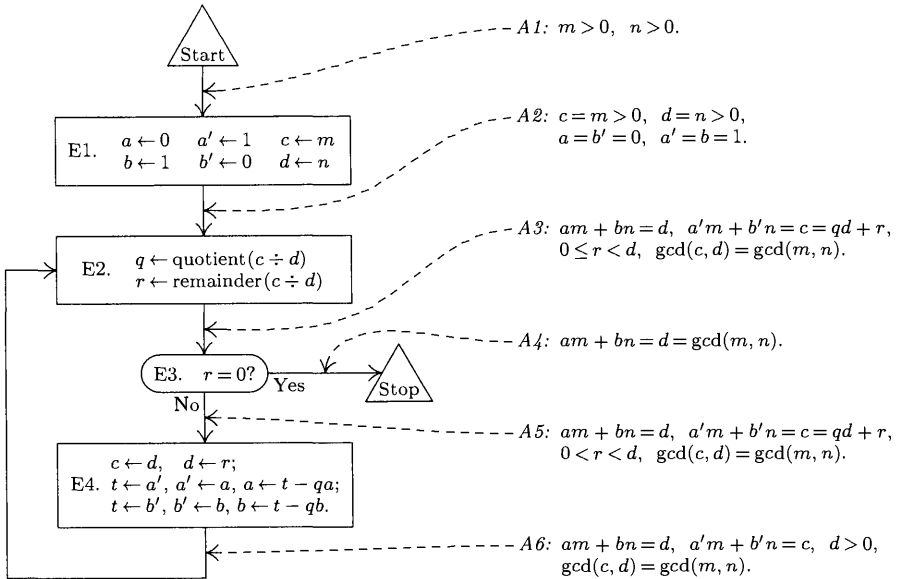 Start
A1: m > 0, n > 0.
E1. a ← 0 a′ ← 1 c ← m
b ← 1 b′ ← 0 d ← n
A2: c = m > 0, d = n > 0,
a = b′ = 0, a′ = b = 1.
E2. q ← quotient(c ÷ d)
r ← remainder(c ÷ d)
A3: am + bn = d, a′m + b′n = c = qd + r,
0 ≤ r < d, gcd(c, d) = gcd(m, n).
E3. r = 0?
Yes
Stop
A4: am + bn = d = gcd(m, n).
No
A5: am + bn = d, a′m + b′n = c = qd + r,
0 < r < d, gcd(c, d) = gcd(m, n).
c ← d, d ← r;
E4. t ← a′, a′ ← a, a ← t − qa;
t ← b′, b′ ← b, b ← t − qb.
A6: am + bn = d, a′m + b′n = c, d > 0,
gcd(c, d) = gcd(m, n).